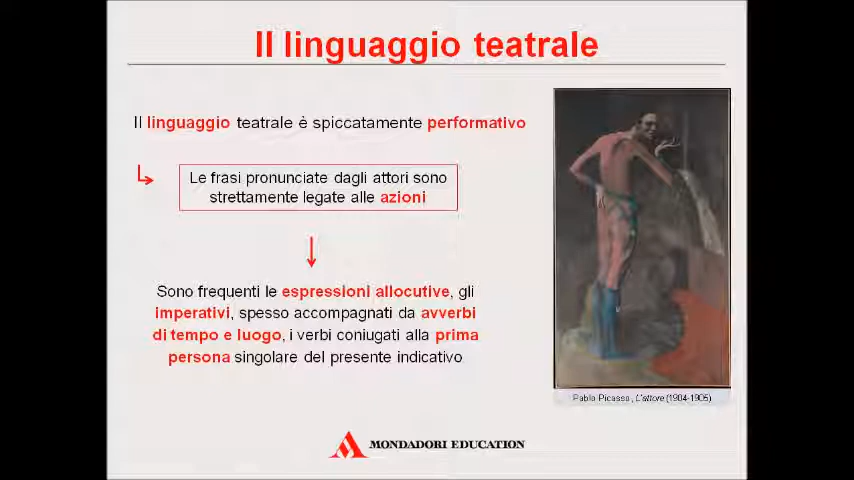 Il linguaggio teatrale
Il linguaggio teatrale è spiccatamente performativo
Le frasi pronunciate dagli attori sono
strettamente legate alle azioni
Sono frequenti le espressioni allocutive, gli
imperativi, spesso accompagnati da avverbi
di tempo e luogo, i verbi coniugati alla prima
persona singolare del presente indicativo
Pablo Picasso, L'attore (1904-1905)
MONDADORI EDUCATION